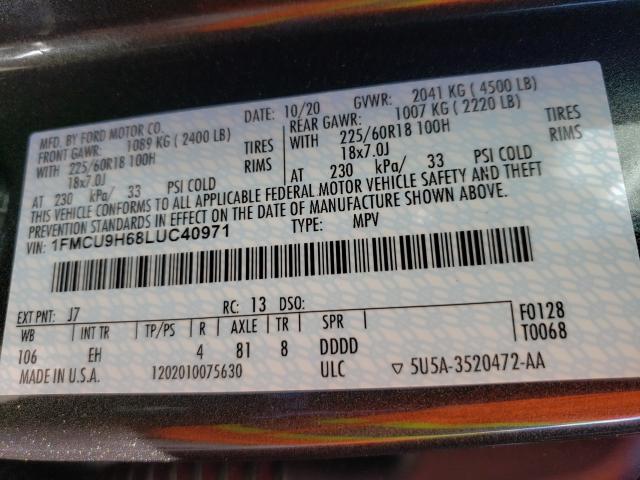 MFD. BY FORD MOTOR CO.
DATE: 10/20 GVWR: 2041 KG ( 4500 LB)
FRONT GAWR: 1089 KG ( 2400 LB)
REAR GAWR: 1007 KG ( 2220 LB)
WITH 225/60R18 100H TIRES
WITH 225/60R18 100H TIRES
18x7.0J RIMS
18x7.0J RIMS
AT 230 kPa/ 33 PSI COLD
AT 230 kPa/ 33 PSI COLD
THIS VEHICLE CONFORMS TO ALL APPLICABLE FEDERAL MOTOR VEHICLE SAFETY AND THEFT
PREVENTION STANDARDS IN EFFECT ON THE DATE OF MANUFACTURE SHOWN ABOVE.
VIN: 1FMCU9H68LUC40971 TYPE: MPV
EXT PNT: J7 RC: 13 DSO:
WB INT TR TP/PS R AXLE TR SPR F0128
106 EH 4 81 8 DDDD T0068
MADE IN U.S.A. 1202010075630 ULC ▽ 5U5A-3520472-AA